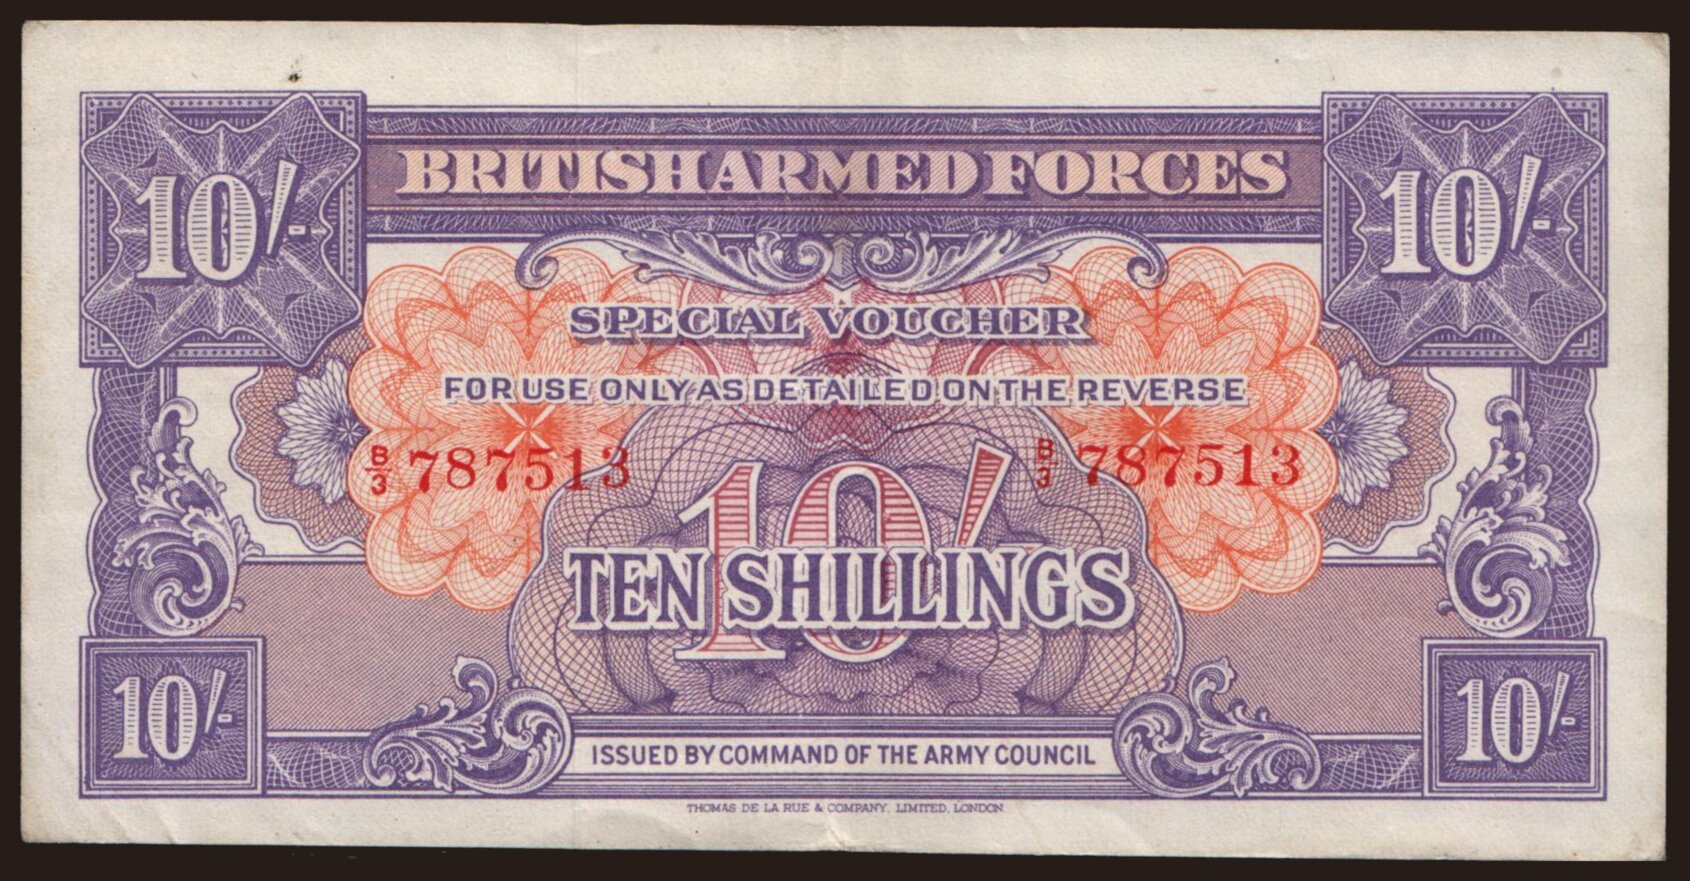 10/- BRITISH ARMED FORCES 10/-
SPECIAL VOUCHER
FOR USE ONLY AS DETAILED ON THE REVERSE
B/3 787513 B/3 787513
10/-
TEN SHILLINGS
10/- ISSUED BY COMMAND OF THE ARMY COUNCIL 10/-
THOMAS DE LA RUE & COMPANY, LIMITED, LONDON.